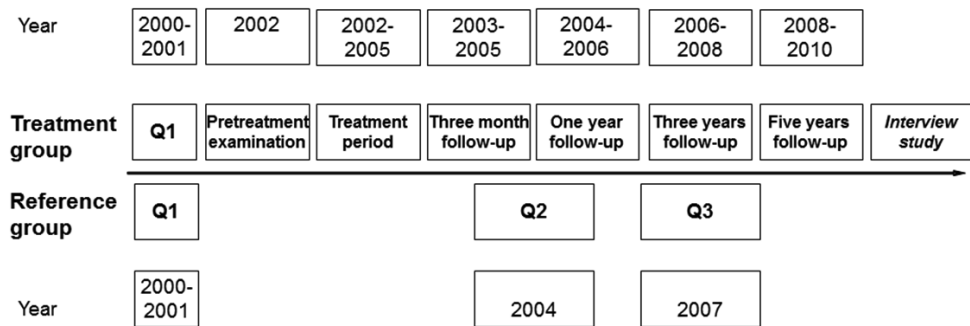 Year
2000-
2001
2002
2002-
2005
2003-
2005
2004-
2006
2006-
2008
2008-
2010
Treatment
group
Q1
Pretreatment
examination
Treatment
period
Three month
follow-up
One year
follow-up
Three years
follow-up
Five years
follow-up
Interview
study
Reference
group
Q1
Q2
Q3
Year
2000-
2001
2004
2007